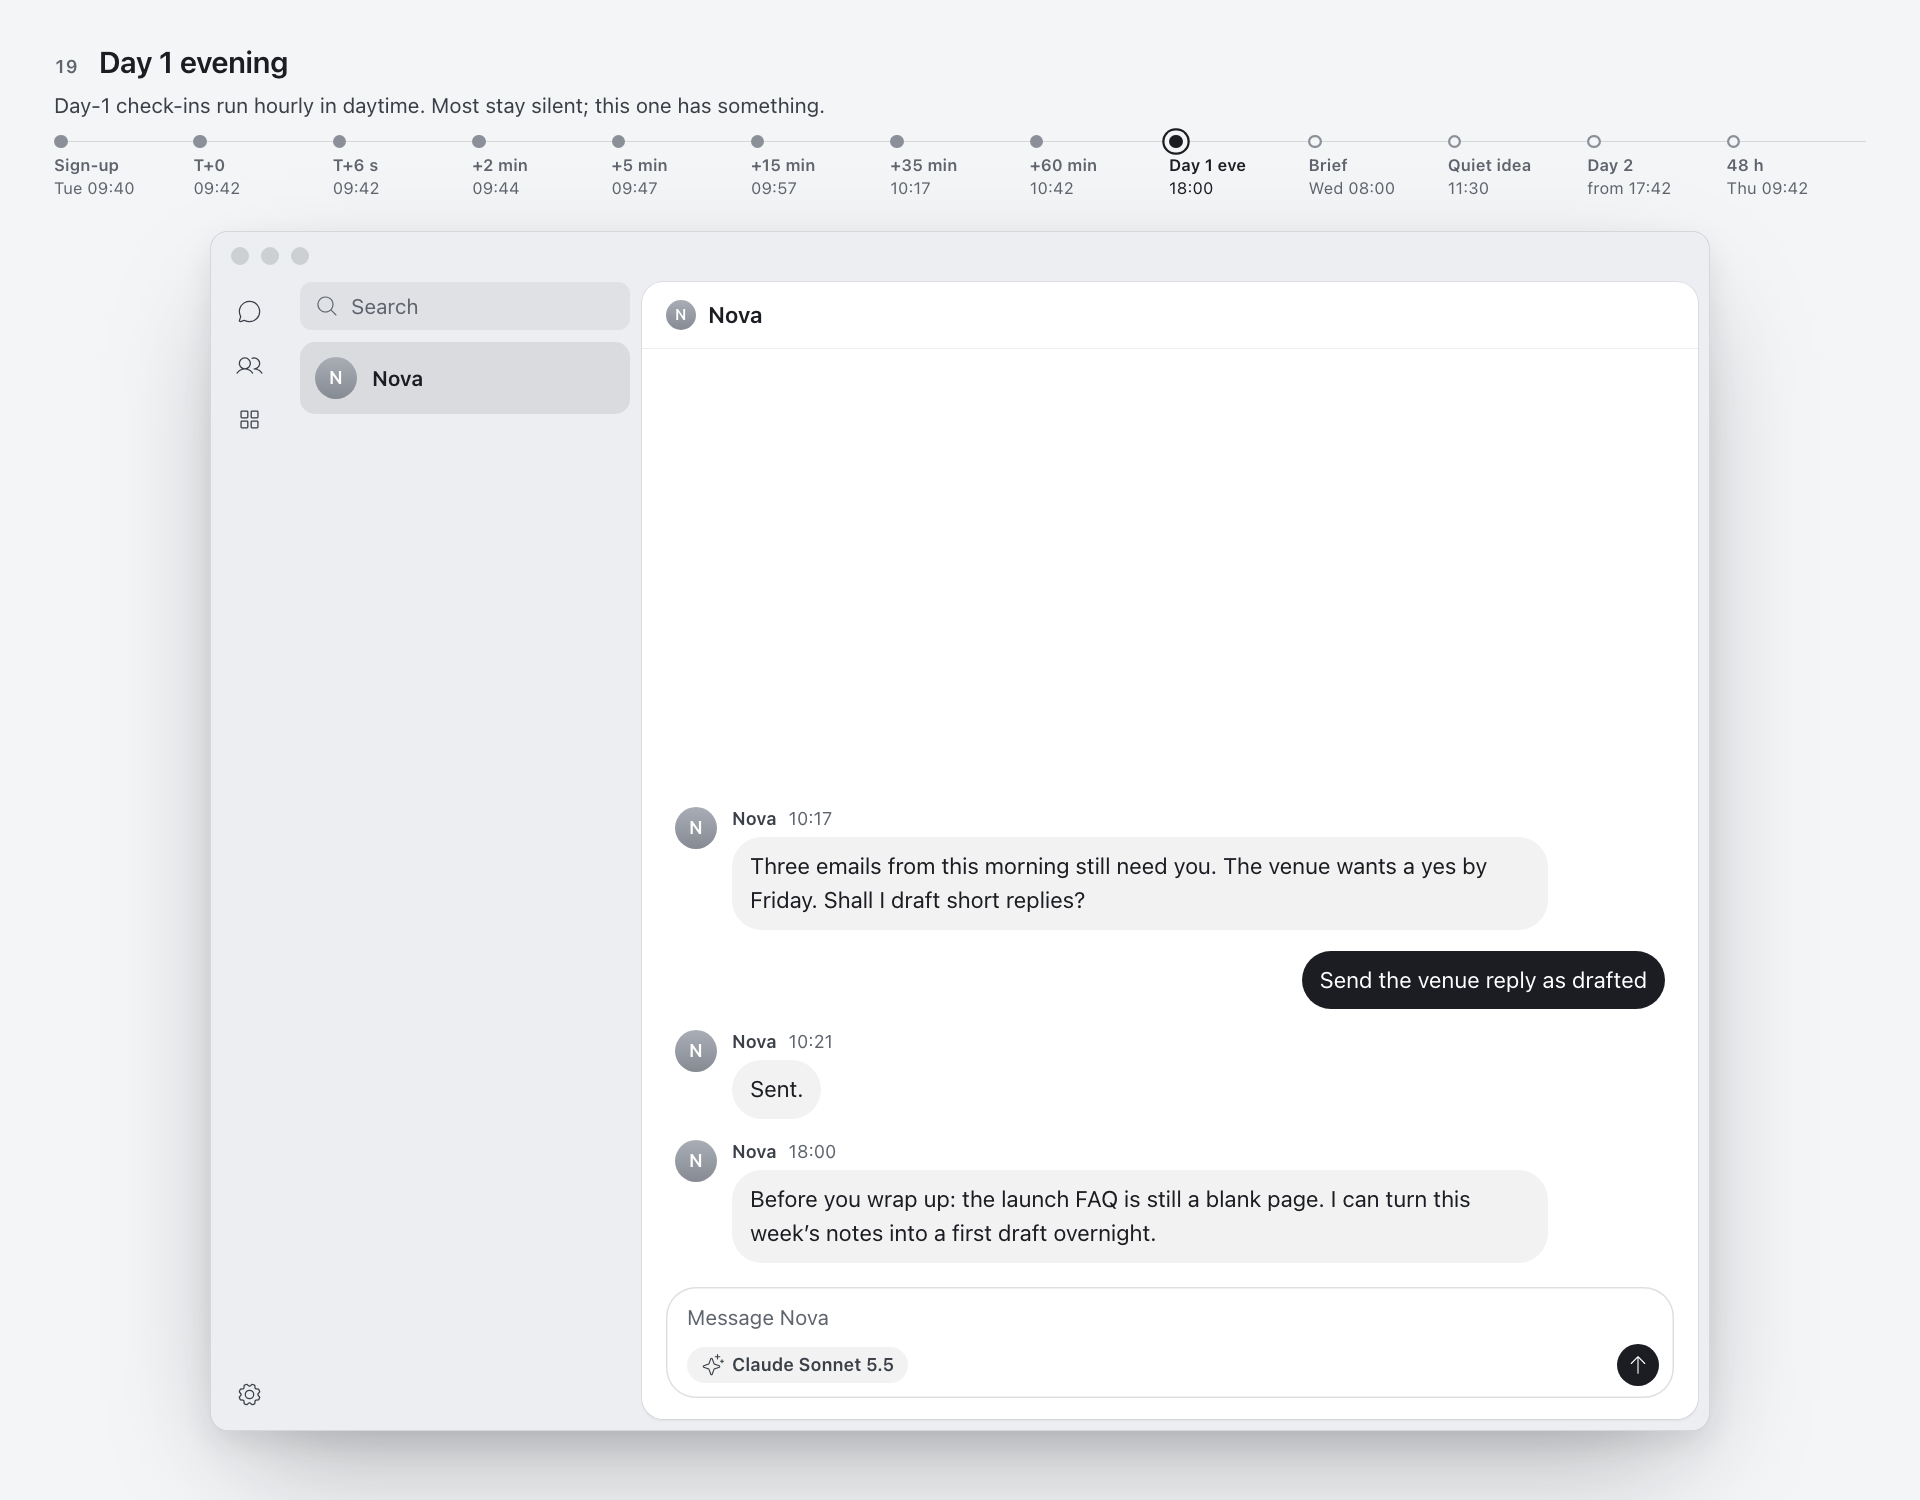 19 Day 1 evening
Day-1 check-ins run hourly in daytime. Most stay silent; this one has something.
Sign-up T+0 T+6 s +2 min +5 min +15 min +35 min +60 min Day 1 eve Brief Quiet idea Day 2 48 h
Tue 09:40 09:42 09:42 09:44 09:47 09:57 10:17 10:42 18:00 Wed 08:00 11:30 from 17:42 Thu 09:42
Search
N Nova
N Nova
N
Nova 10:17
Three emails from this morning still need you. The venue wants a yes by
Friday. Shall I draft short replies?
Send the venue reply as drafted
N
Nova 10:21
Sent.
N
Nova 18:00
Before you wrap up: the launch FAQ is still a blank page. I can turn this
week’s notes into a first draft overnight.
Message Nova
Claude Sonnet 5.5